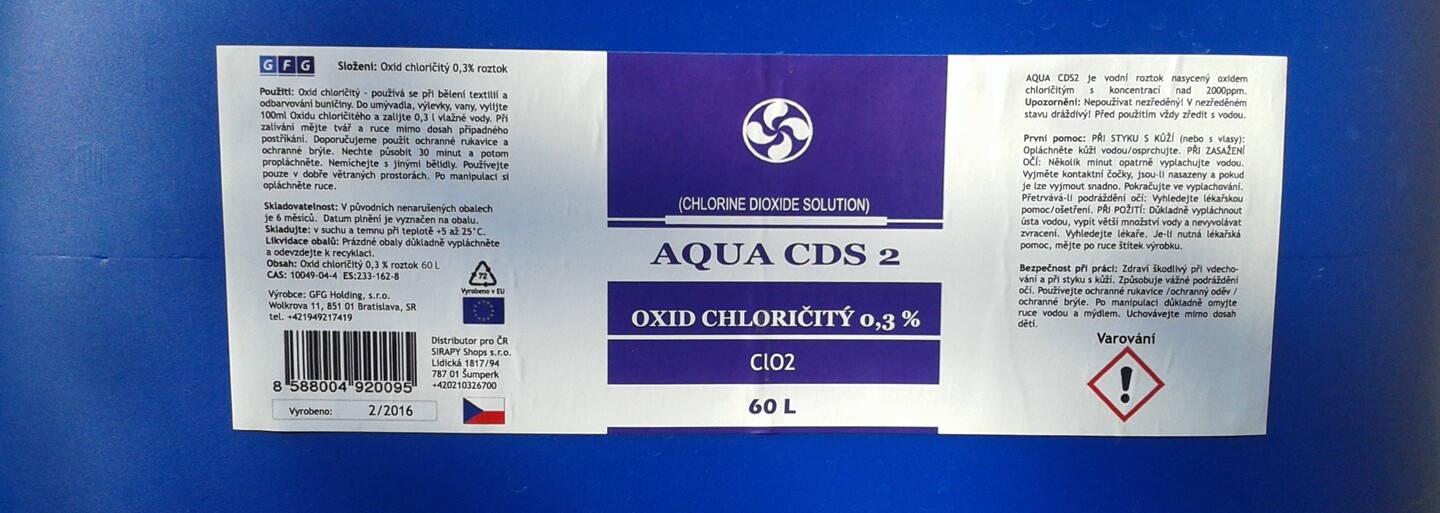 GFG
Složení: Oxid chloričitý 0,3% roztok
Použití: Oxid chloričitý - používá se při bělení textilií a
odbarvování buničiny. Do umývadla, výlevky, vany, vylijte
100ml Oxidu chloričitého a zalijte 0,3 l vlažné vody. Při
zalívání mějte tvář a ruce mimo dosah případného
postříkání. Doporučujeme použít ochranné rukavice a
ochranné brýle. Nechte působit 30 minut a potom
propláchněte. Nemíchejte s jinými bělidly. Používejte
pouze v dobře větraných prostorách. Po manipulaci si
opláchněte ruce.
Skladovatelnost: V původních nenarušených obalech
je 6 měsíců. Datum plnění je vyznačen na obalu.
Skladujte: v suchu a temnu při teplotě +5 až 25°C.
Likvidace obalů: Prázdné obaly důkladně vypláchněte
a odevzdejte k recyklaci.
Obsah: Oxid chloričitý 0,3 % roztok 60 L
CAS: 10049-04-4 ES:233-162-8
72
Vyrobeno v EU
Výrobce: GFG Holding, s.r.o.
Wolkrova 11, 851 01 Bratislava, SR
tel. +421949217419
8 588004 920095
Distributor pro ČR
SIRAPY Shops s.r.o.
Lidická 1817/94
787 01 Šumperk
+420210326700
Vyrobeno: 2/2016
(CHLORINE DIOXIDE SOLUTION)
AQUA CDS 2
OXID CHLORIČITÝ 0,3 %
ClO2
60 L
AQUA CDS2 je vodní roztok nasycený oxidem
chloričitým s koncentrací nad 2000ppm.
Upozornění: Nepoužívat nezředěný! V nezředěném
stavu dráždivý! Před použitím vždy zředit s vodou.
První pomoc: PŘI STYKU S KŮŽÍ (nebo s vlasy):
Opláchněte kůži vodou/osprchujte. PŘI ZASAŽENÍ
OČÍ: Několik minut opatrně vyplachujte vodou.
Vyjměte kontaktní čočky, jsou-li nasazeny a pokud
je lze vyjmout snadno. Pokračujte ve vyplachování.
Přetrvává-li podráždění očí: Vyhledejte lékařskou
pomoc/ošetření. PŘI POŽITÍ: Důkladně vypláchnout
ústa vodou, vypít větší množství vody a nevyvolávat
zvracení. Vyhledejte lékaře. Je-li nutná lékařská
pomoc, mějte po ruce štítek výrobku.
Bezpečnost při práci: Zdraví škodlivý při vdecho-
vání a při styku s kůží. Způsobuje vážné podráždění
očí. Používejte ochranné rukavice /ochranný oděv /
ochranné brýle. Po manipulaci důkladně omyjte
ruce vodou a mýdlem. Uchovávejte mimo dosah
dětí.
Varování